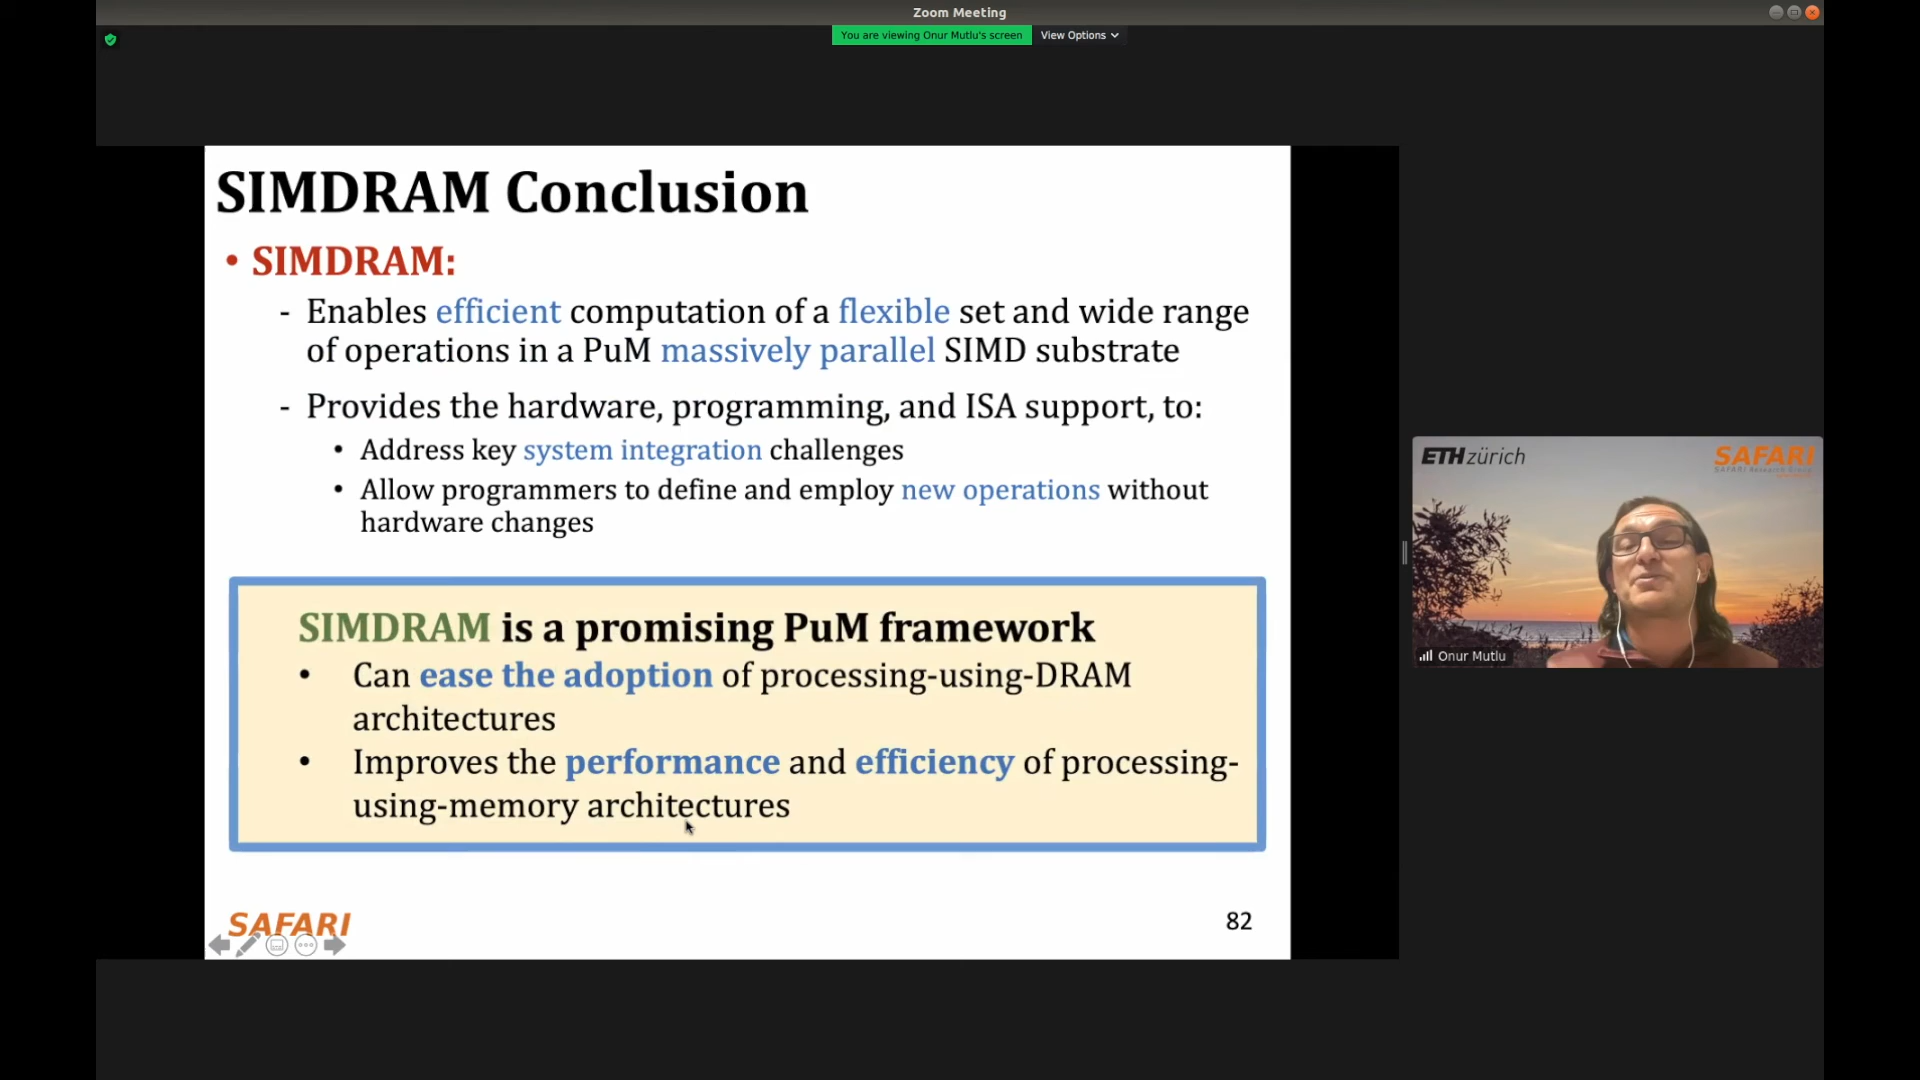 Zoom Meeting
You are viewing Onur Mutlu's screen View Options
SIMDRAM Conclusion
• SIMDRAM:
- Enables efficient computation of a flexible set and wide range
of operations in a PuM massively parallel SIMD substrate
- Provides the hardware, programming, and ISA support, to:
• Address key system integration challenges
• Allow programmers to define and employ new operations without
hardware changes
SIMDRAM is a promising PuM framework
• Can ease the adoption of processing-using-DRAM
architectures
• Improves the performance and efficiency of processing-
using-memory architectures
SAFARI
82
ETH zürich
SAFARI
SAFARI Research Group
Onur Mutlu